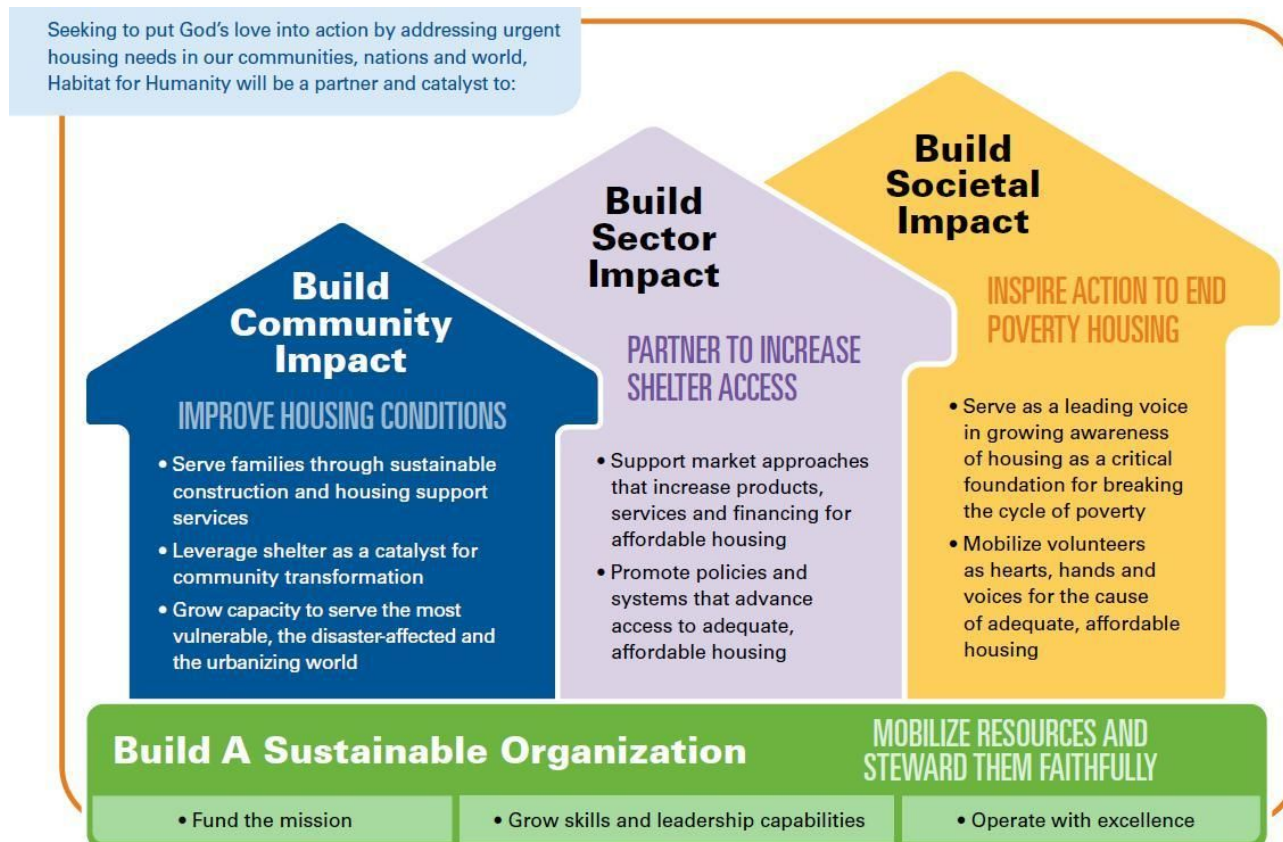 Seeking to put God's love into action by addressing urgent
housing needs in our communities, nations and world,
Habitat for Humanity will be a partner and catalyst to:
Build
Community
Impact
IMPROVE HOUSING CONDITIONS
• Serve families through sustainable
construction and housing support
services
• Leverage shelter as a catalyst for
community transformation
• Grow capacity to serve the most
vulnerable, the disaster-affected and
the urbanizing world
Build
Sector
Impact
PARTNER TO INCREASE
SHELTER ACCESS
• Support market approaches
that increase products,
services and financing for
affordable housing
• Promote policies and
systems that advance
access to adequate,
affordable housing
Build
Societal
Impact
INSPIRE ACTION TO END
POVERTY HOUSING
• Serve as a leading voice
in growing awareness
of housing as a critical
foundation for breaking
the cycle of poverty
• Mobilize volunteers
as hearts, hands and
voices for the cause
of adequate, affordable
housing
Build A Sustainable Organization
MOBILIZE RESOURCES AND
STEWARD THEM FAITHFULLY
• Fund the mission
• Grow skills and leadership capabilities
• Operate with excellence